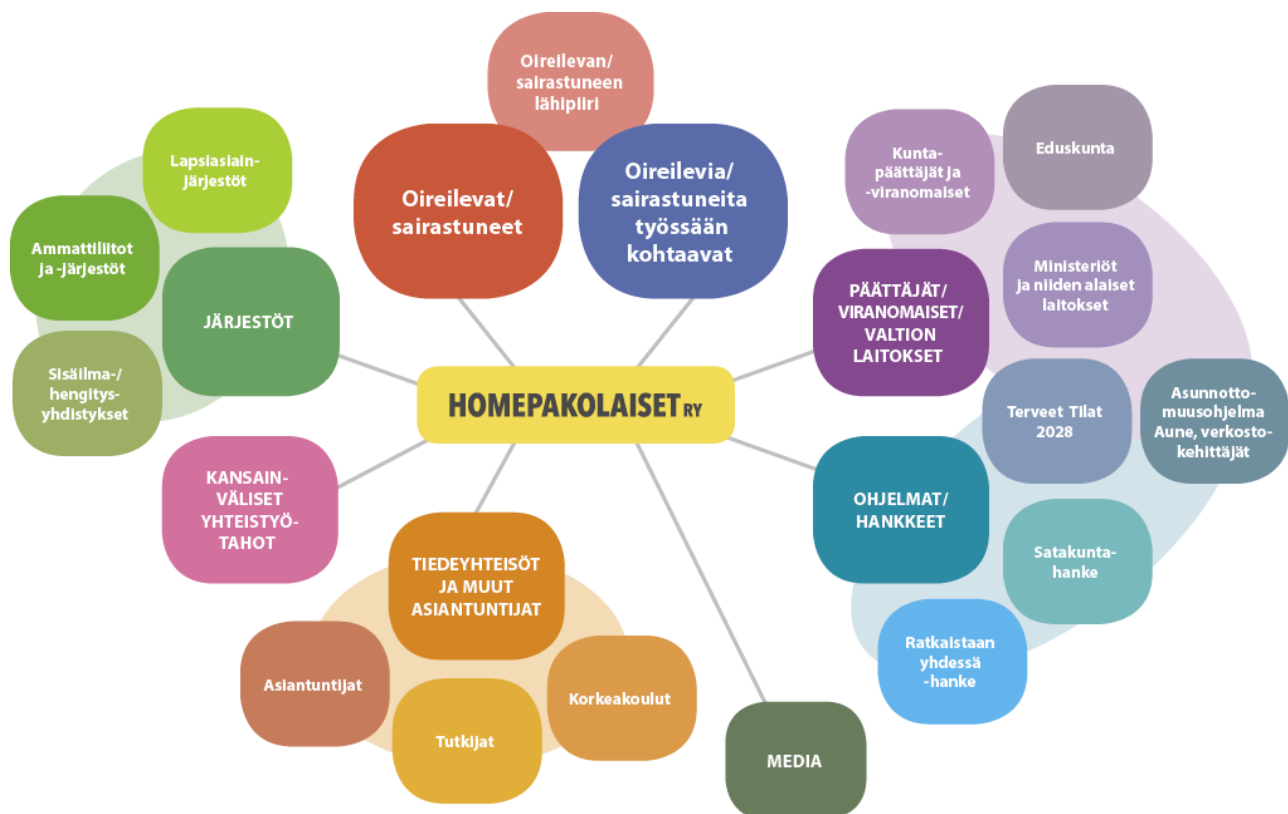 Oireilevan/
sairastuneen
lähipiiri
Oireilevat/
sairastuneet
Oireilevia/
sairastuneita
työssään
kohtaavat
Lapsiasiain-
järjestöt
Ammattiliitot
ja -järjestöt
JÄRJESTÖT
Sisäilma-/
hengitys-
yhdistykset
Kunta-
päättäjät ja
-viranomaiset
Eduskunta
Ministeriöt
ja niiden alaiset
laitokset
PÄÄTTÄJÄT/
VIRANOMAISET/
VALTION
LAITOKSET
HOMEPAKOLAISET RY
Terveet Tilat
2028
Asunnotto-
muusohjelma
Aune, verkosto-
kehittäjät
KANSAIN-
VÄLISET
YHTEISTYÖ-
TAHOT
OHJELMAT/
HANKKEET
Satakunta-
hanke
Ratkaistaan
yhdessä
-hanke
TIEDEYHTEISÖT
JA MUUT
ASIANTUNTIJAT
Asiantuntijat
Tutkijat
Korkeakoulut
MEDIA